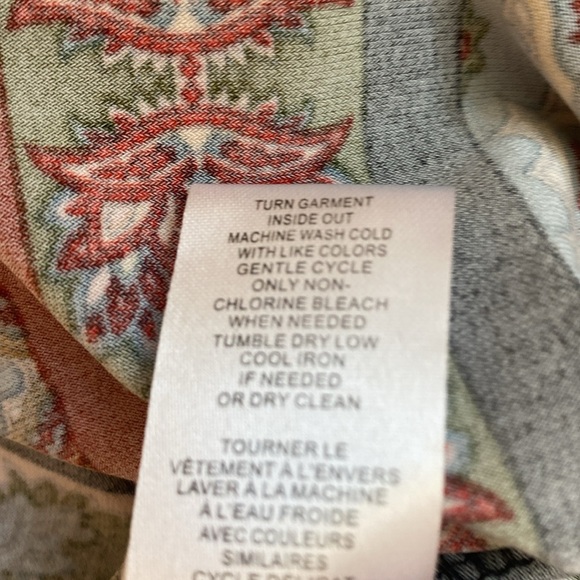 TURN GARMENT
INSIDE OUT
MACHINE WASH COLD
WITH LIKE COLORS
GENTLE CYCLE
ONLY NON-
CHLORINE BLEACH
WHEN NEEDED
TUMBLE DRY LOW
COOL IRON
IF NEEDED
OR DRY CLEAN
TOURNER LE
VÊTEMENT À L'ENVERS
LAVER À LA MACHINE
À L'EAU FROIDE
AVEC COULEURS
SIMILAIRES
CYCLE